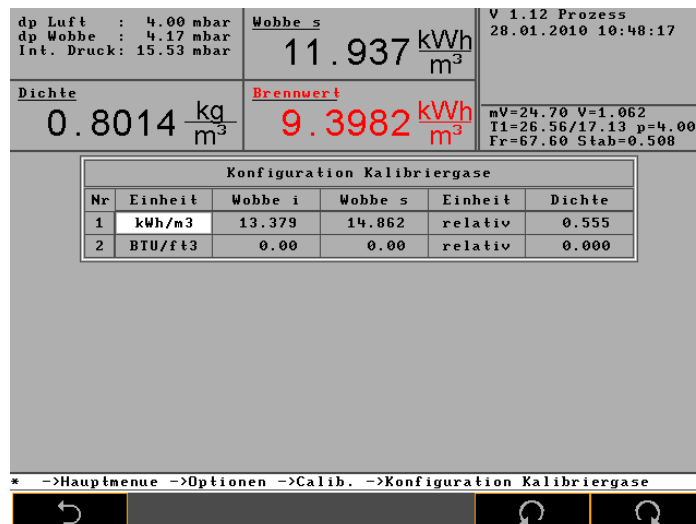 dp Luft : 4.00 mbar
dp Wobbe : 4.17 mbar
Int. Druck: 15.53 mbar
Wobbe s
11.937 kWh/m³
V 1.12 Prozess
28.01.2010 10:48:17
Dichte
0.8014 kg/m³
Brennwert
9.3982 kWh/m³
mV=24.70 V=1.062
T1=26.56/17.13 p=4.00
Fr=67.60 Stab=0.508
Konfiguration Kalibriergase
Nr Einheit Wobbe i Wobbe s Einheit Dichte
1 kWh/m3 13.379 14.862 relativ 0.555
2 BTU/ft3 0.00 0.00 relativ 0.000
* ->Hauptmenue ->Optionen ->Calib. ->Konfiguration Kalibriergase